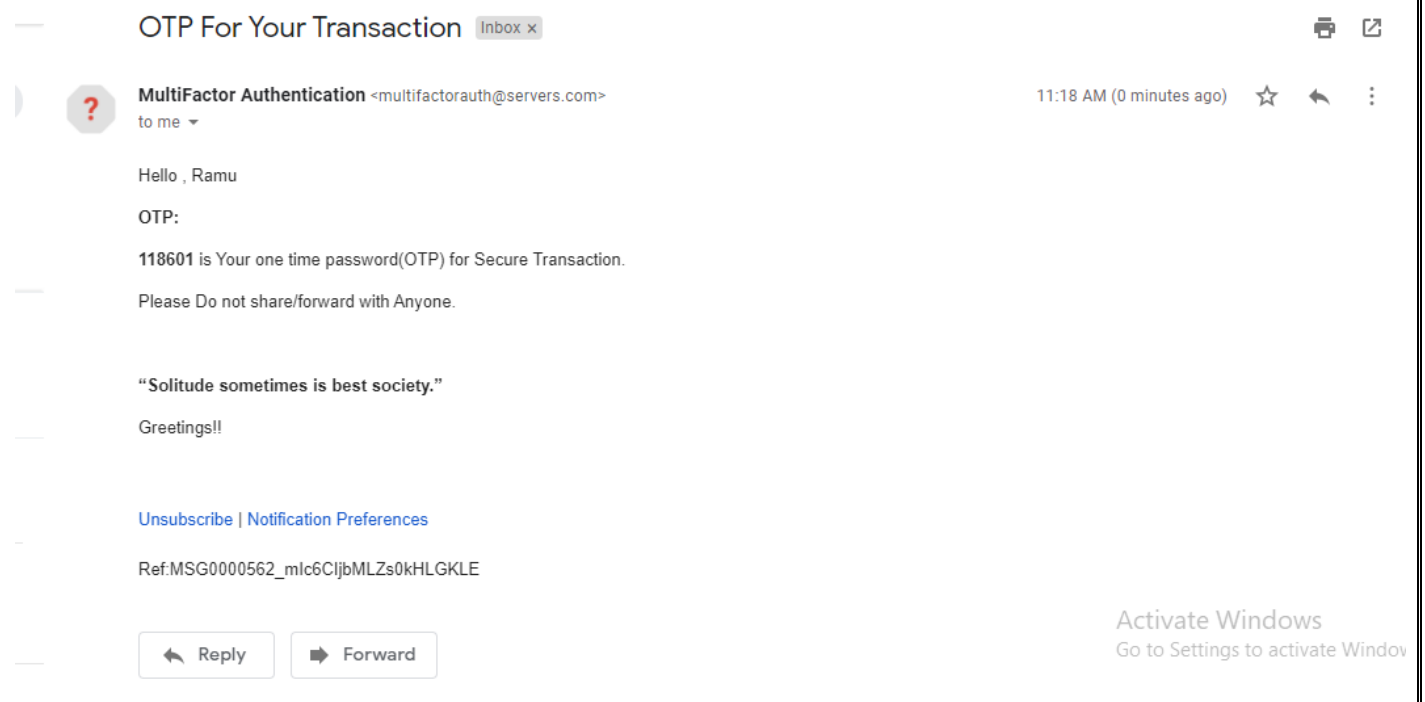 OTP For Your Transaction Inbox x
MultiFactor Authentication <multifactorauth@servers.com> 11:18 AM (0 minutes ago)
to me
Hello , Ramu
OTP:
118601 is Your one time password(OTP) for Secure Transaction.
Please Do not share/forward with Anyone.
“Solitude sometimes is best society.”
Greetings!!
Unsubscribe | Notification Preferences
Ref:MSG0000562_mIc6CIjbMLZs0kHLGKLE
Activate Windows
Go to Settings to activate Window
Reply Forward